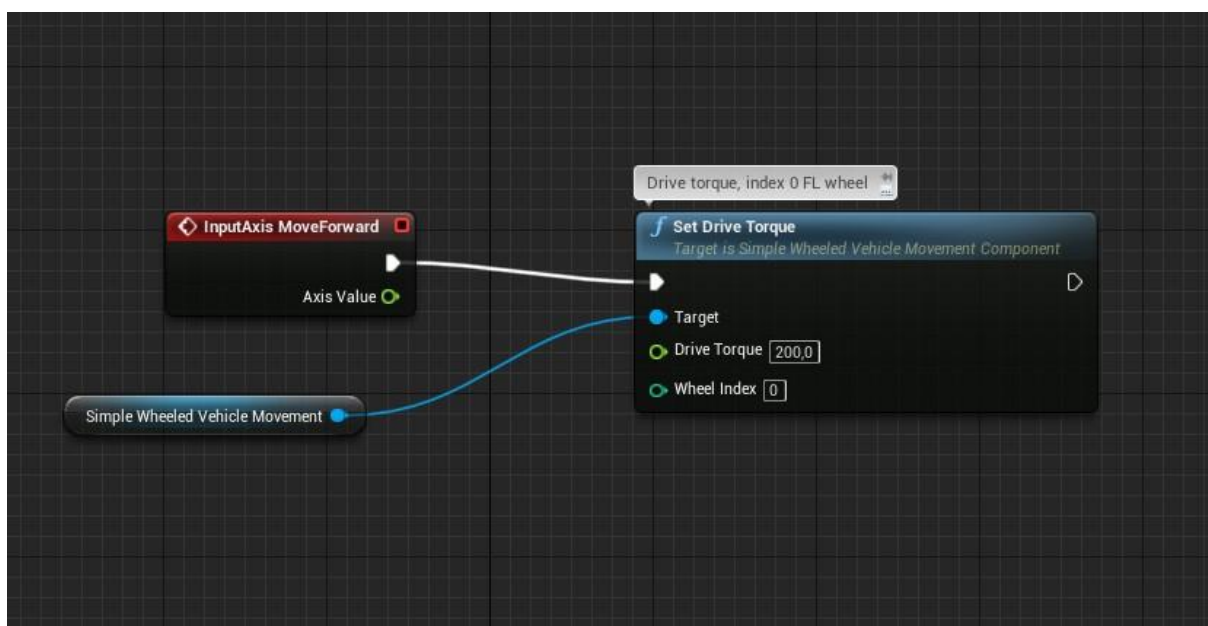 Drive torque, index 0 FL wheel
InputAxis MoveForward
Axis Value
Set Drive Torque
Target is Simple Wheeled Vehicle Movement Component
Target
Drive Torque 200,0
Wheel Index 0
Simple Wheeled Vehicle Movement